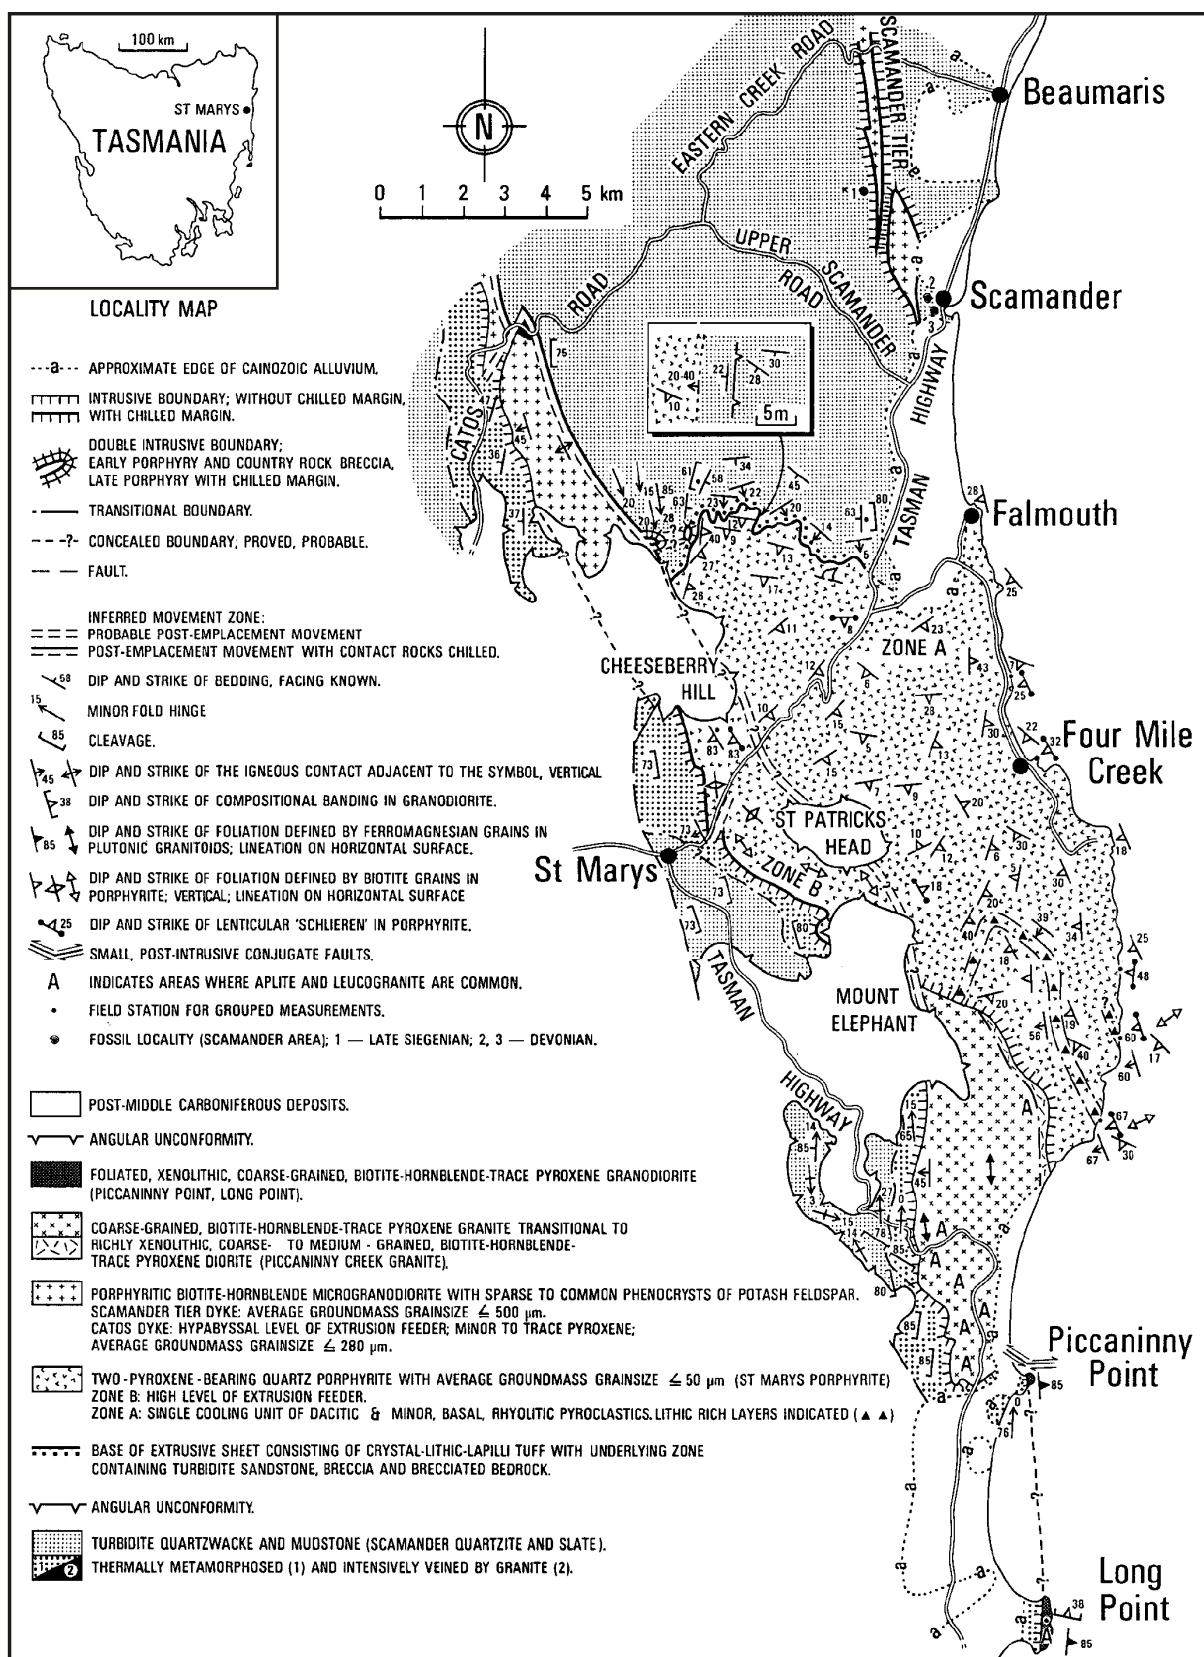 100 km
ST MARYS
TASMANIA
LOCALITY MAP
N
0 1 2 3 4 5 km
---a--- APPROXIMATE EDGE OF CAINOZOIC ALLUVIUM.
INTRUSIVE BOUNDARY; WITHOUT CHILLED MARGIN,
WITH CHILLED MARGIN.
DOUBLE INTRUSIVE BOUNDARY;
EARLY PORPHYRY AND COUNTRY ROCK BRECCIA,
LATE PORPHYRY WITH CHILLED MARGIN.
TRANSITIONAL BOUNDARY.
---?- CONCEALED BOUNDARY, PROVED, PROBABLE.
FAULT.
INFERRED MOVEMENT ZONE:
PROBABLE POST-EMPLACEMENT MOVEMENT
POST-EMPLACEMENT MOVEMENT WITH CONTACT ROCKS CHILLED.
58 DIP AND STRIKE OF BEDDING, FACING KNOWN.
15 MINOR FOLD HINGE
85 CLEAVAGE.
45 DIP AND STRIKE OF THE IGNEOUS CONTACT ADJACENT TO THE SYMBOL, VERTICAL
38 DIP AND STRIKE OF COMPOSITIONAL BANDING IN GRANODIORITE.
85 DIP AND STRIKE OF FOLIATION DEFINED BY FERROMAGNESIAN GRAINS IN
PLUTONIC GRANITOIDS; LINEATION ON HORIZONTAL SURFACE.
DIP AND STRIKE OF FOLIATION DEFINED BY BIOTITE GRAINS IN
PORPHYRITE; VERTICAL; LINEATION ON HORIZONTAL SURFACE
25 DIP AND STRIKE OF LENTICULAR 'SCHLIEREN' IN PORPHYRITE.
SMALL, POST-INTRUSIVE CONJUGATE FAULTS.
A INDICATES AREAS WHERE APLITE AND LEUCOGRANITE ARE COMMON.
FIELD STATION FOR GROUPED MEASUREMENTS.
FOSSIL LOCALITY (SCAMANDER AREA); 1 — LATE SIEGENIAN; 2, 3 — DEVONIAN.
POST-MIDDLE CARBONIFEROUS DEPOSITS.
ANGULAR UNCONFORMITY.
FOLIATED, XENOLITHIC, COARSE-GRAINED, BIOTITE-HORNBLENDE-TRACE PYROXENE GRANODIORITE
(PICCANINNY POINT, LONG POINT).
COARSE-GRAINED, BIOTITE-HORNBLENDE-TRACE PYROXENE GRANITE TRANSITIONAL TO
RICHLY XENOLITHIC, COARSE- TO MEDIUM-GRAINED, BIOTITE-HORNBLENDE-
TRACE PYROXENE DIORITE (PICCANINNY CREEK GRANITE).
PORPHYRITIC BIOTITE-HORNBLENDE MICROGRANODIORITE WITH SPARSE TO COMMON PHENOCRYSTS OF POTASH FELDSPAR.
SCAMANDER TIER DYKE: AVERAGE GROUNDMASS GRAINSIZE ≤ 500 µm.
CATOS DYKE: HYPABYSSAL LEVEL OF EXTRUSION FEEDER; MINOR TO TRACE PYROXENE;
AVERAGE GROUNDMASS GRAINSIZE ≤ 280 µm.
TWO-PYROXENE-BEARING QUARTZ PORPHYRITE WITH AVERAGE GROUNDMASS GRAINSIZE ≤ 50 µm (ST MARYS PORPHYRITE)
ZONE B: HIGH LEVEL OF EXTRUSION FEEDER.
ZONE A: SINGLE COOLING UNIT OF DACITIC & MINOR, BASAL, RHYOLITIC PYROCLASTICS. LITHIC RICH LAYERS INDICATED (▲ ▲)
BASE OF EXTRUSIVE SHEET CONSISTING OF CRYSTAL-LITHIC-LAPILLI TUFF WITH UNDERLYING ZONE
CONTAINING TURBIDITE SANDSTONE, BRECCIA AND BRECCIATED BEDROCK.
ANGULAR UNCONFORMITY.
TURBIDITE QUARTZWACKE AND MUDSTONE (SCAMANDER QUARTZITE AND SLATE).
1 2 THERMALLY METAMORPHOSED (1) AND INTENSIVELY VEINED BY GRANITE (2).
EASTERN CREEK ROAD
SCAMANDER TIER
Beaumaris
UPPER SCAMANDER ROAD
Scamander
ROAD
CATOS
20-40
10
22
28
30
5m
TASMAN HIGHWAY
Falmouth
ZONE A
CHEESEBERRY
HILL
Four Mile
Creek
ST PATRICKS
HEAD
St Marys
ZONE B
MOUNT
ELEPHANT
TASMAN HIGHWAY
Piccaninny
Point
Long
Point